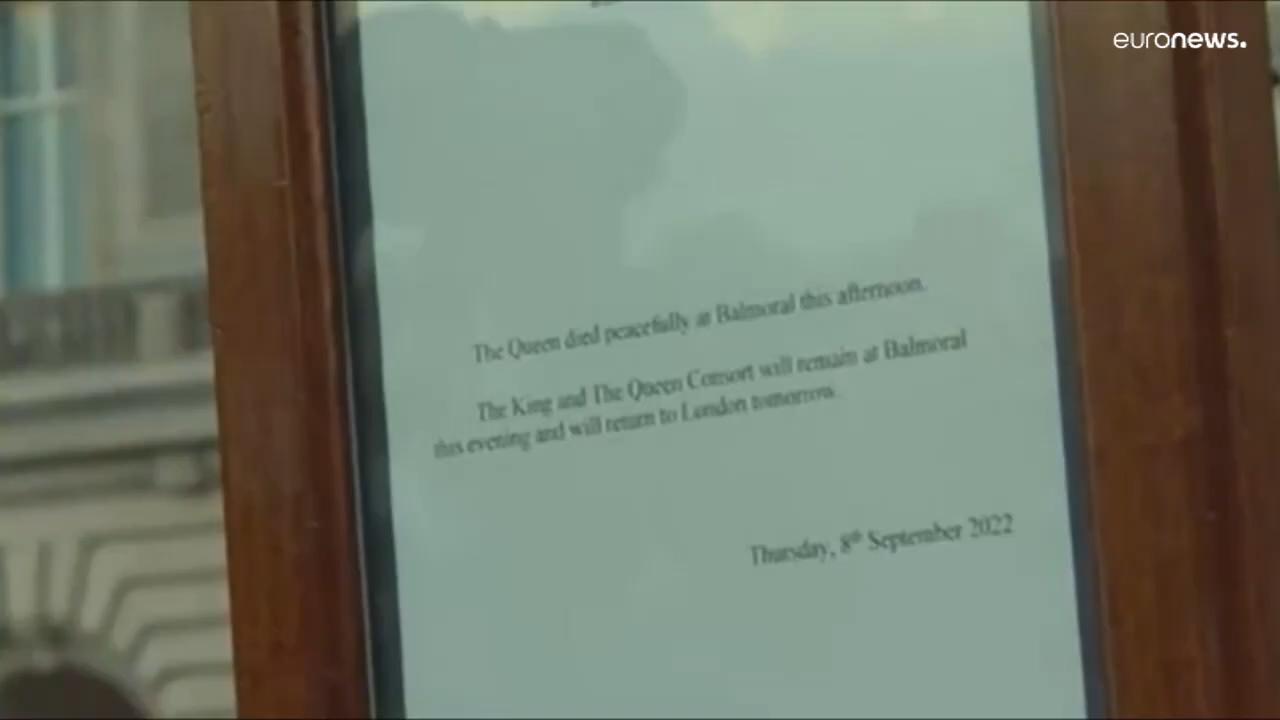 euronews.
The Queen died peacefully at Balmoral this afternoon.
The King and The Queen Consort will remain at Balmoral
this evening and will return to London tomorrow.
Thursday, 8th September 2022